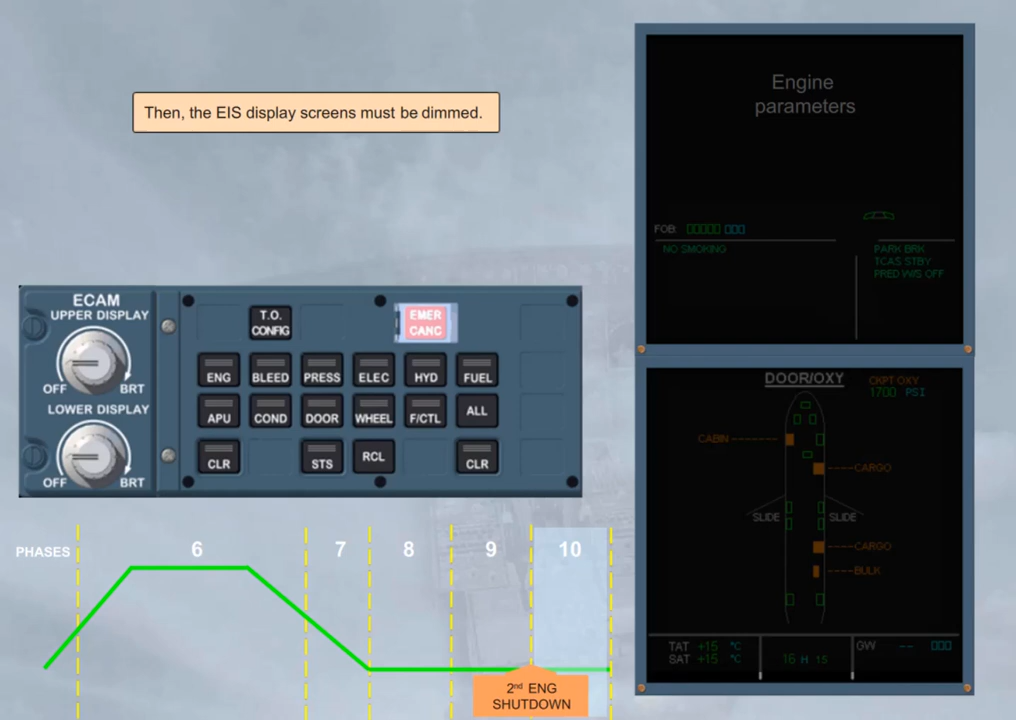 Then, the EIS display screens must be dimmed.
Engine
parameters
FOB:
NO SMOKING
PARK BRK
TCAS STBY
PRED W/S OFF
ECAM
UPPER DISPLAY
OFF BRT
LOWER DISPLAY
OFF BRT
T.O.
CONFIG
EMER
CANC
ENG BLEED PRESS ELEC HYD FUEL
APU COND DOOR WHEEL F/CTL ALL
CLR STS RCL CLR
DOOR/OXY
CKPT OXY
1700 PSI
CABIN
CARGO
SLIDE SLIDE
CARGO
BULK
TAT +15 °C
SAT +15 °C
16 H 15
GW --
PHASES 6 7 8 9 10
2nd ENG
SHUTDOWN